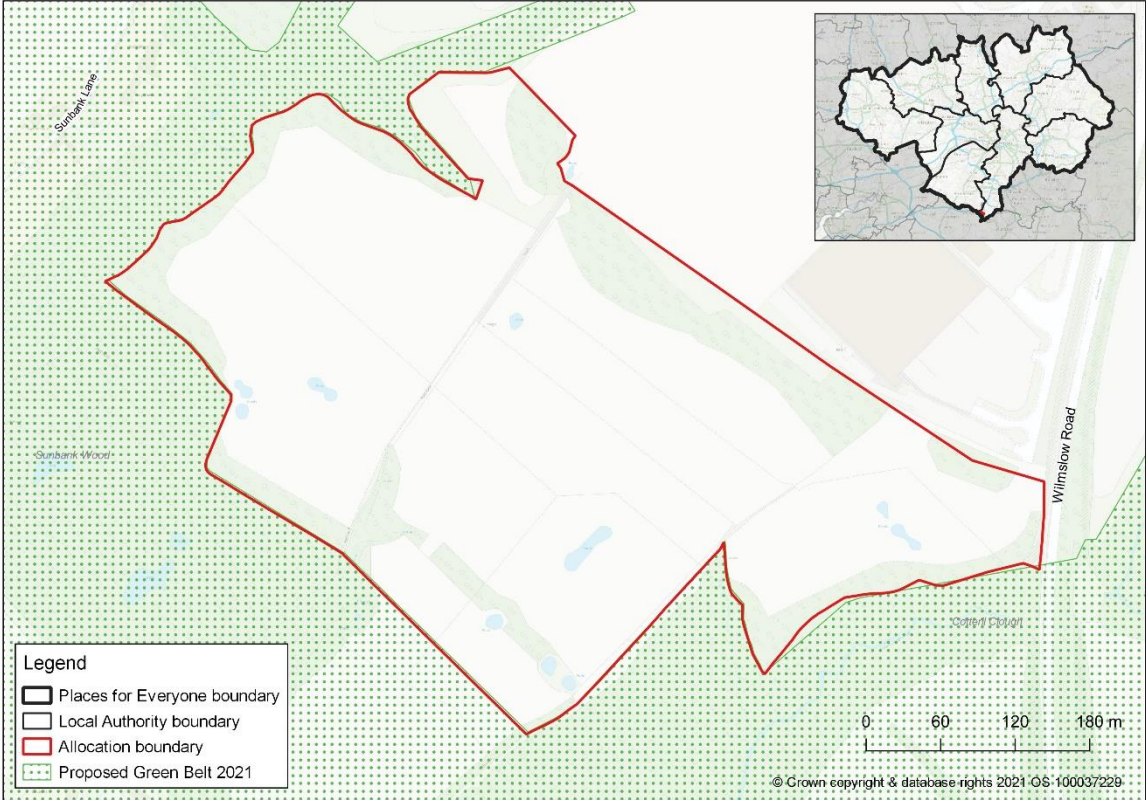 Sunbank Lane
Wilmslow Road
Sunbank Wood
Cotteril Clough
Legend
Places for Everyone boundary
Local Authority boundary
Allocation boundary
Proposed Green Belt 2021
0 60 120 180 m
© Crown copyright & database rights 2021 OS 100037229